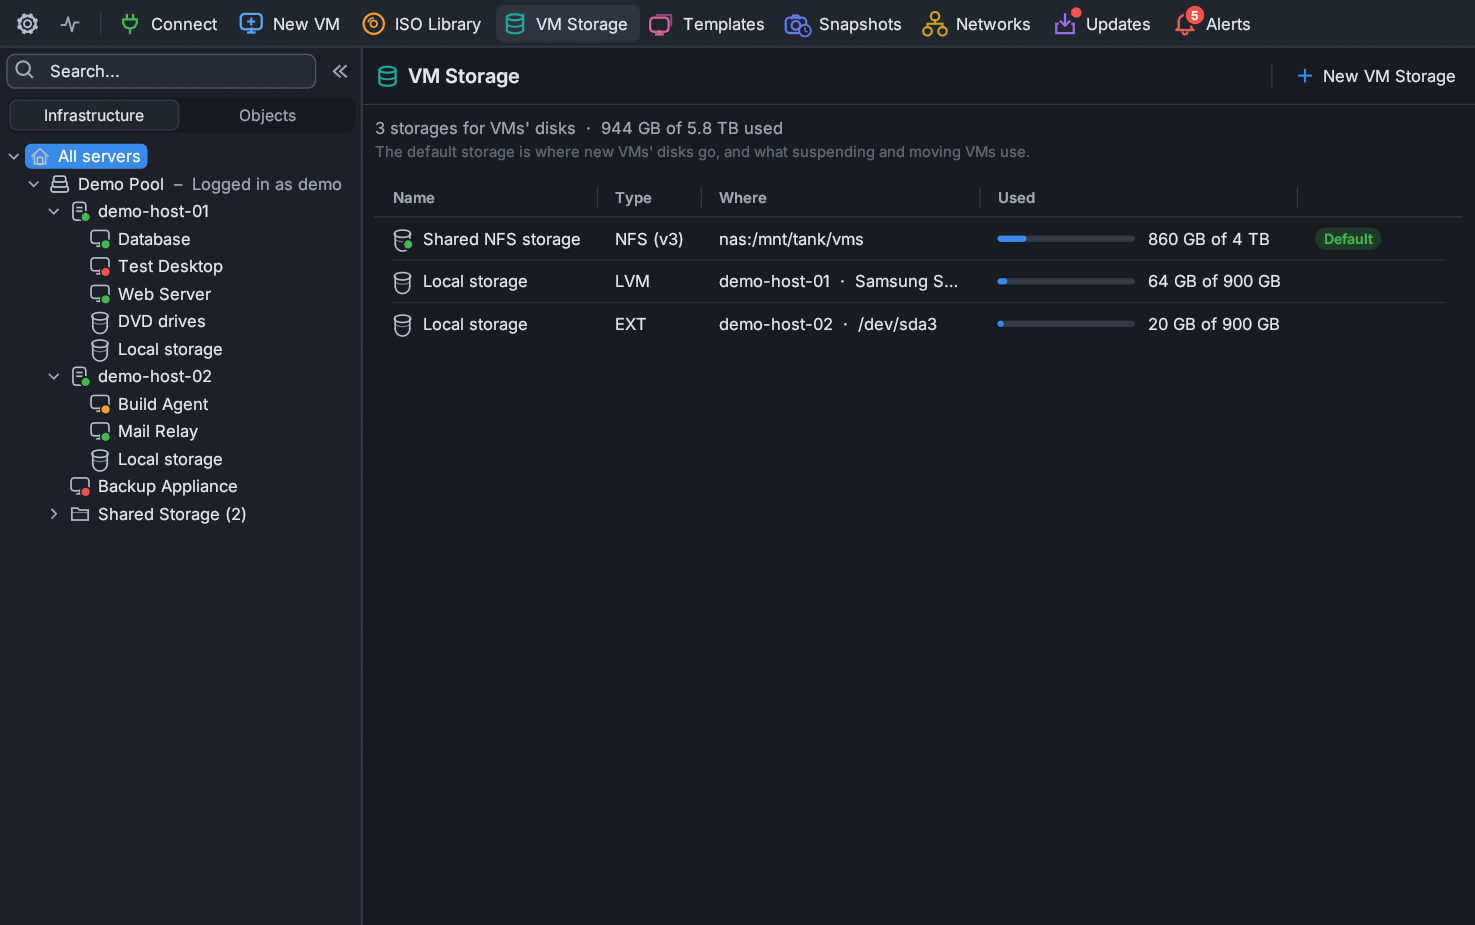 Connect
New VM
ISO Library
VM Storage
Templates
Snapshots
Networks
Updates
5
Alerts
Search...
Infrastructure
Objects
All servers
Demo Pool – Logged in as demo
demo-host-01
Database
Test Desktop
Web Server
DVD drives
Local storage
demo-host-02
Build Agent
Mail Relay
Local storage
Backup Appliance
Shared Storage (2)
VM Storage
New VM Storage
3 storages for VMs' disks · 944 GB of 5.8 TB used
The default storage is where new VMs' disks go, and what suspending and moving VMs use.
Name Type Where Used
Shared NFS storage NFS (v3) nas:/mnt/tank/vms 860 GB of 4 TB Default
Local storage LVM demo-host-01 · Samsung S... 64 GB of 900 GB
Local storage EXT demo-host-02 · /dev/sda3 20 GB of 900 GB